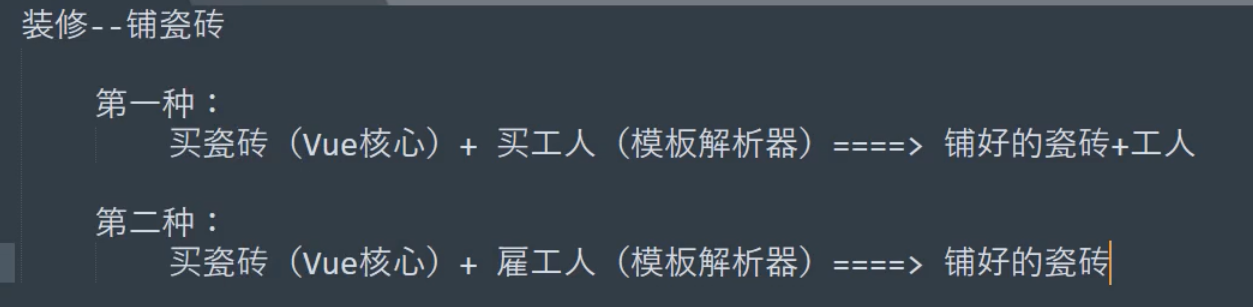 装修--铺瓷砖
第一种：
买瓷砖（Vue核心）+ 买工人（模板解析器）====> 铺好的瓷砖+工人
第二种：
买瓷砖（Vue核心）+ 雇工人（模板解析器）====> 铺好的瓷砖